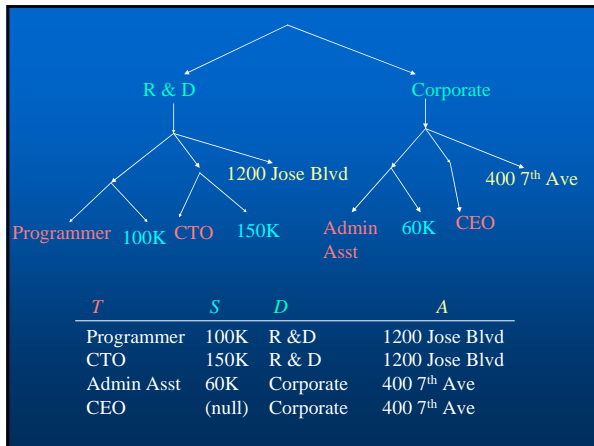 R & D Corporate
1200 Jose Blvd
400 7th Ave
Programmer 100K CTO 150K Admin Asst 60K CEO
T S D A
Programmer 100K R &D 1200 Jose Blvd
CTO 150K R & D 1200 Jose Blvd
Admin Asst 60K Corporate 400 7th Ave
CEO (null) Corporate 400 7th Ave